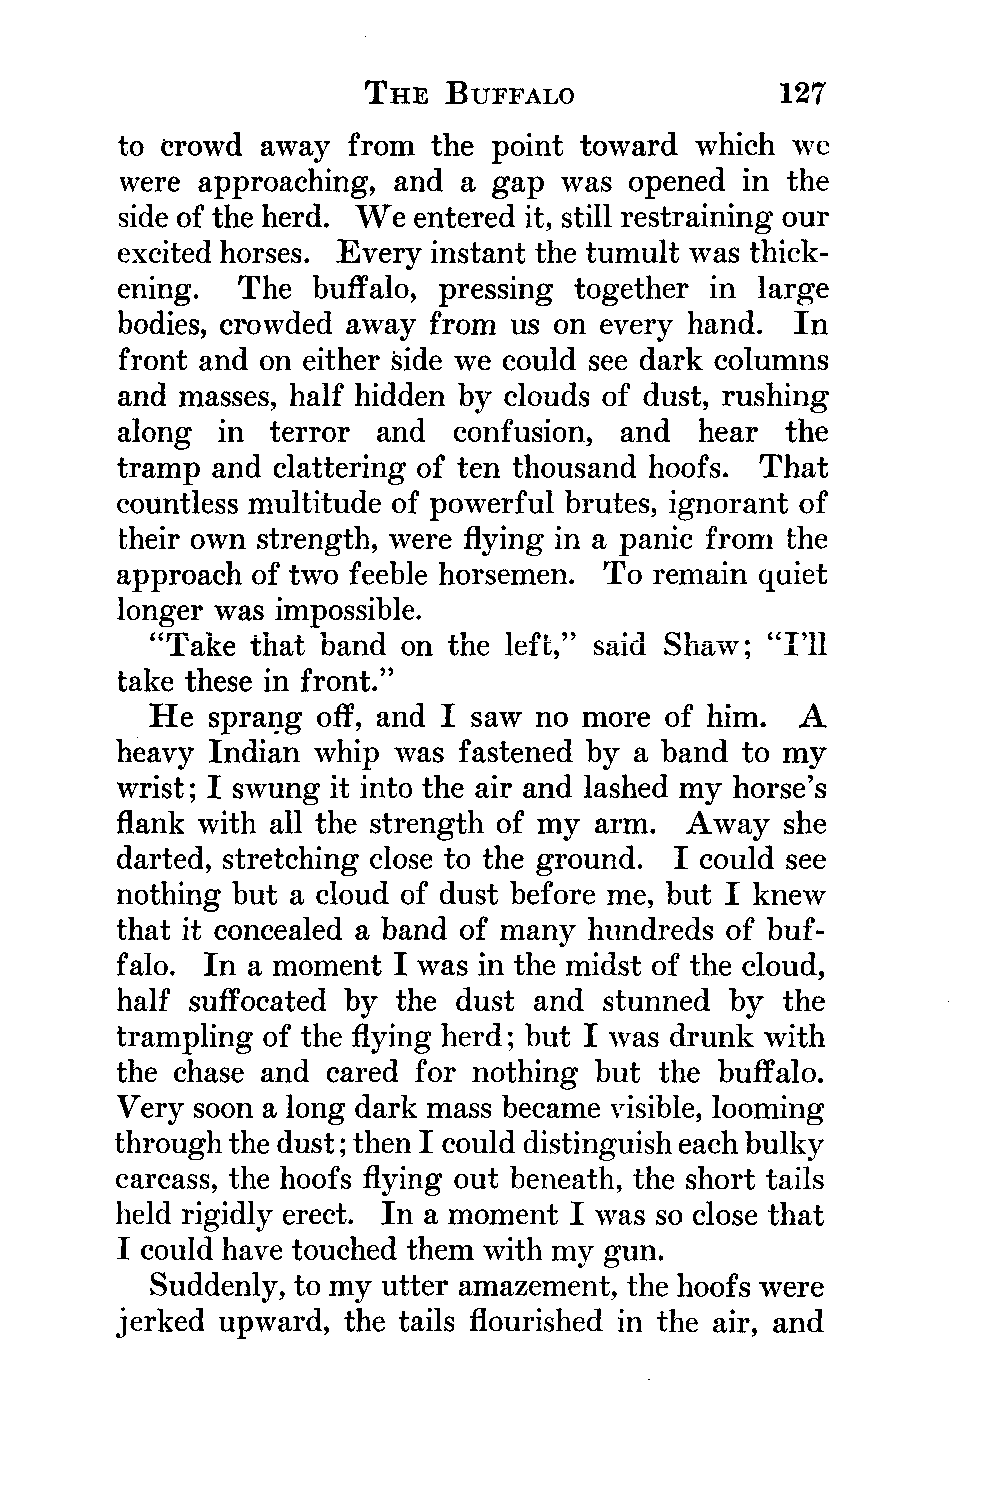 THE BUFFALO 127
to crowd away from the point toward which we
were approaching, and a gap was opened in the
side of the herd. We entered it, still restraining our
excited horses. Every instant the tumult was thick-
ening. The buffalo, pressing together in large
bodies, crowded away from us on every hand. In
front and on either side we could see dark columns
and masses, half hidden by clouds of dust, rushing
along in terror and confusion, and hear the
tramp and clattering of ten thousand hoofs. That
countless multitude of powerful brutes, ignorant of
their own strength, were flying in a panic from the
approach of two feeble horsemen. To remain quiet
longer was impossible.
“Take that band on the left,” said Shaw; “I’ll
take these in front.”
He sprang off, and I saw no more of him. A
heavy Indian whip was fastened by a band to my
wrist; I swung it into the air and lashed my horse’s
flank with all the strength of my arm. Away she
darted, stretching close to the ground. I could see
nothing but a cloud of dust before me, but I knew
that it concealed a band of many hundreds of buf-
falo. In a moment I was in the midst of the cloud,
half suffocated by the dust and stunned by the
trampling of the flying herd; but I was drunk with
the chase and cared for nothing but the buffalo.
Very soon a long dark mass became visible, looming
through the dust; then I could distinguish each bulky
carcass, the hoofs flying out beneath, the short tails
held rigidly erect. In a moment I was so close that
I could have touched them with my gun.
Suddenly, to my utter amazement, the hoofs were
jerked upward, the tails flourished in the air, and